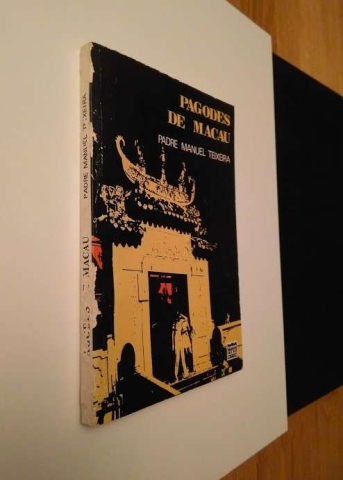 PAGODES
DE MACAU
PADRE MANUEL TEIXEIRA
PADRE MANUEL TEIXEIRA
MACAU